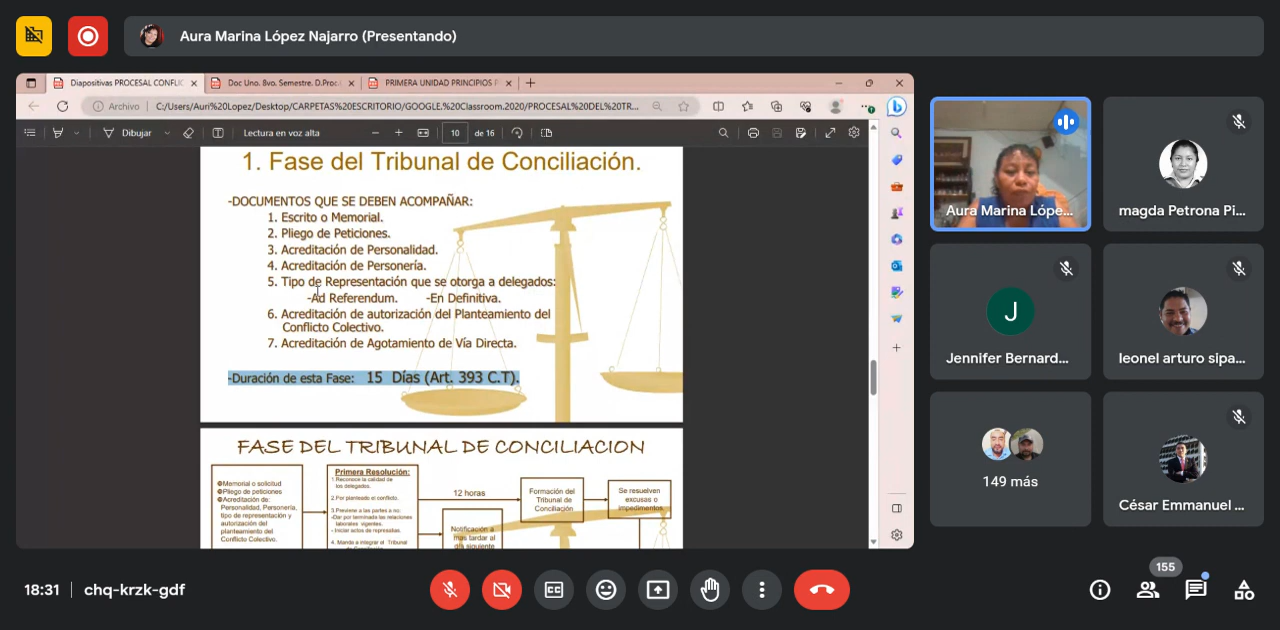 Aura Marina López Najarro (Presentando)
Diapositivas PROCESAL CONFLIC
Doc Uno. 8vo. Semestre. D.Proc.
PRIMERA UNIDAD PRINCIPIOS
Archivo
C:/Users/Auri%20Lopez/Desktop/CARPETAS%20ESCRITORIO/GOOGLE.%20Classroom.2020/PROCESAL%20DEL%20TR...
Dibujar
Lectura en voz alta
10
de 16
1. Fase del Tribunal de Conciliación.
-DOCUMENTOS QUE SE DEBEN ACOMPAÑAR:
1. Escrito o Memorial.
2. Pliego de Peticiones.
3. Acreditación de Personalidad.
4. Acreditación de Personería.
5. Tipo de Representación que se otorga a delegados:
-Ad Referendum. -En Definitiva.
6. Acreditación de autorización del Planteamiento del
Conflicto Colectivo.
7. Acreditación de Agotamiento de Vía Directa.
-Duración de esta Fase: 15 Días (Art. 393 C.T).
FASE DEL TRIBUNAL DE CONCILIACION
Memorial o solicitud
Pliego de peticiones
Acreditación de:
Personalidad, Personería,
tipo de representación y
autorización del
planteamiento del
Conflicto Colectivo.
Primera Resolución:
1.Reconoce la calidad de
los delegados.
2.Por planteado el conflicto.
3.Previene a las partes a no:
-Dar por terminada las relaciones
laborales vigentes.
- Iniciar actos de represalias.
4. Manda a integrar el Tribunal
12 horas
Notificación a
mas tardar al
día siguiente
Formación del
Tribunal de
Conciliación
Se resuelven
excusas o
impedimentos
Aura Marina Lópe...
magda Petrona Pi...
J
Jennifer Bernard...
leonel arturo sipa...
149 más
César Emmanuel ...
18:31
chq-krzk-gdf
155